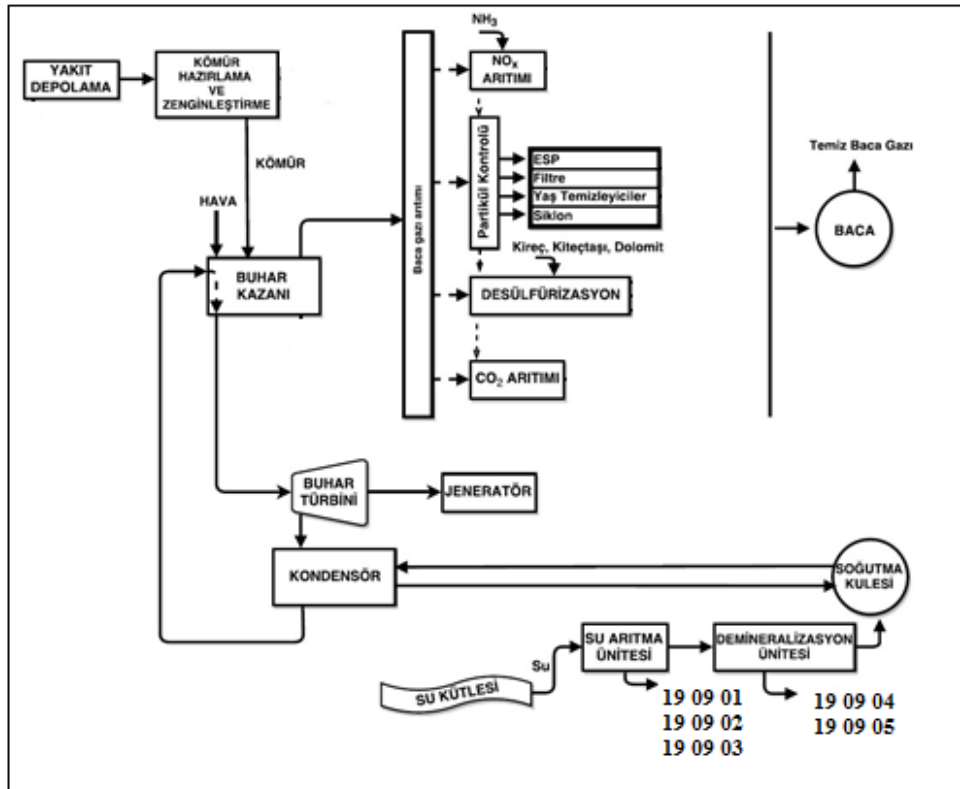 YAKIT
DEPOLAMA
KÖMÜR
HAZIRLAMA
VE
ZENGİNLEŞTİRME
KÖMÜR
HAVA
BUHAR
KAZANI
Baca gazı arıtımı
NH3
NOx
ARITIMI
Partikül Kontrolü
ESP
Filtre
Yaş Temizleyiciler
Siklon
Kireç, Kiteçtaşı, Dolomit
DESÜLFÜRİZASYON
CO2 ARITIMI
Temiz Baca Gazı
BACA
BUHAR
TÜRBİNİ
JENERATÖR
KONDENSÖR
SOĞUTMA
KULESİ
SU KÜTLESİ
Su
SU ARITMA
ÜNİTESİ
DEMİNERALİZASYON
ÜNİTESİ
19 09 01
19 09 02
19 09 03
19 09 04
19 09 05